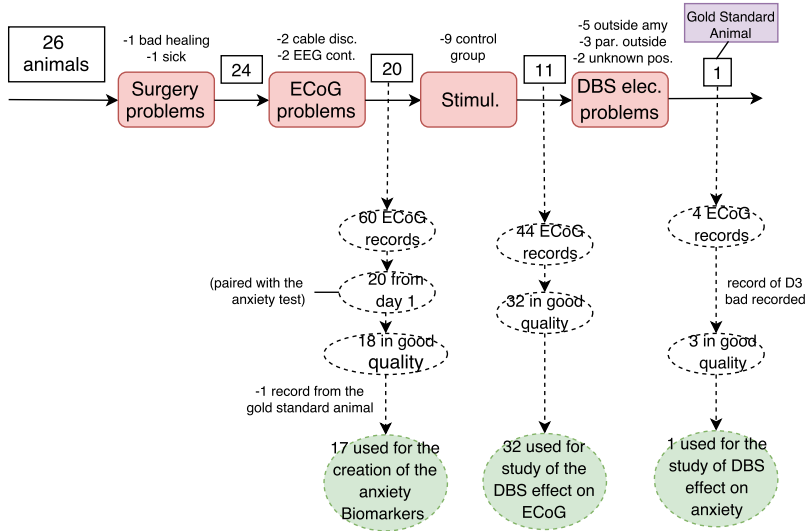 26
animals
-1 bad healing
-1 sick
Surgery
problems
24
-2 cable disc.
-2 EEG cont.
ECoG
problems
20
-9 control
group
Stimul.
11
-5 outside amy
-3 par. outside
-2 unknown pos.
DBS elec.
problems
Gold Standard
Animal
1
60 ECoG
records
(paired with the
anxiety test)
20 from
day 1
18 in good
quality
-1 record from the
gold standard animal
17 used for the
creation of the
anxiety
Biomarkers
44 ECoG
records
32 in good
quality
32 used for
study of the
DBS effect on
ECoG
4 ECoG
records
record of D3
bad recorded
3 in good
quality
1 used for the
study of DBS
effect on
anxiety